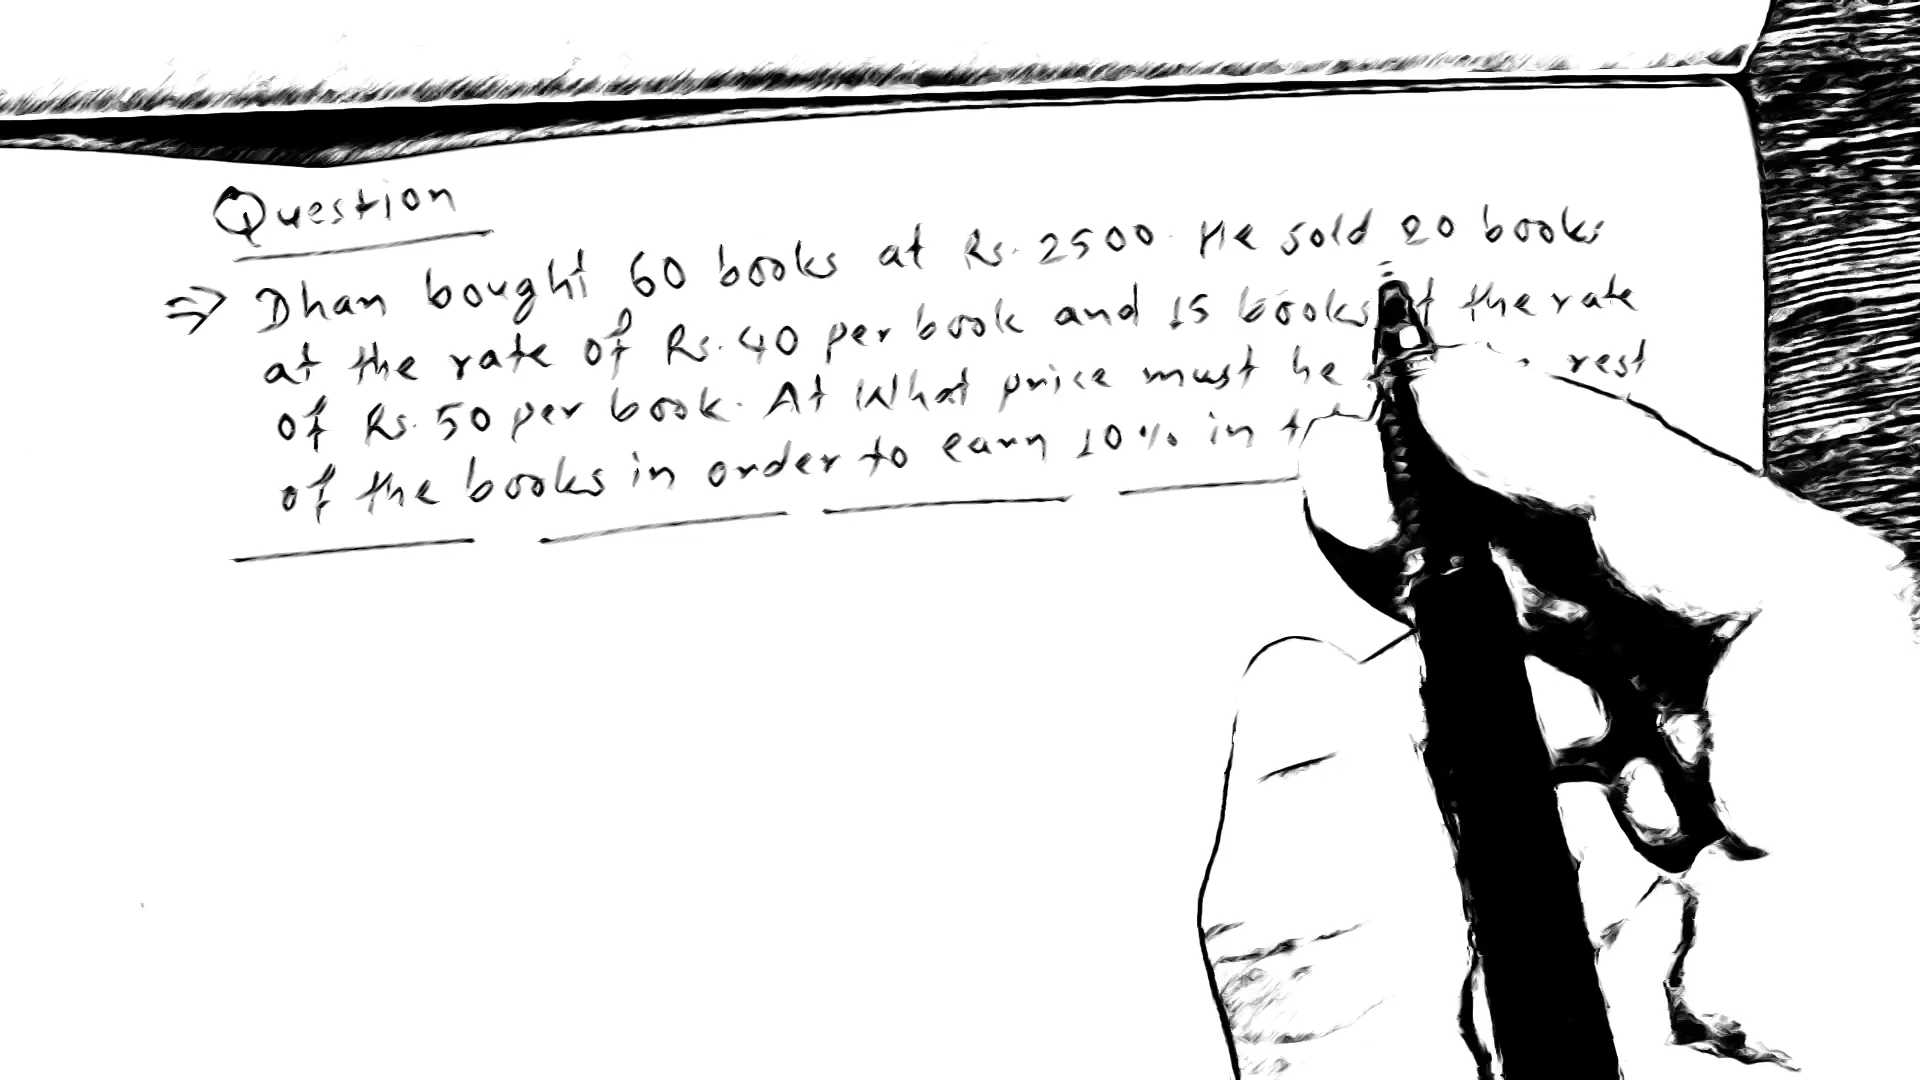 Question
⇒ Dhan bought 60 books at Rs. 2500. He sold 20 books
at the rate of Rs. 40 per book and 15 books the rate
of Rs. 50 per book. At What price must he rest
of the books in order to earn 10% in